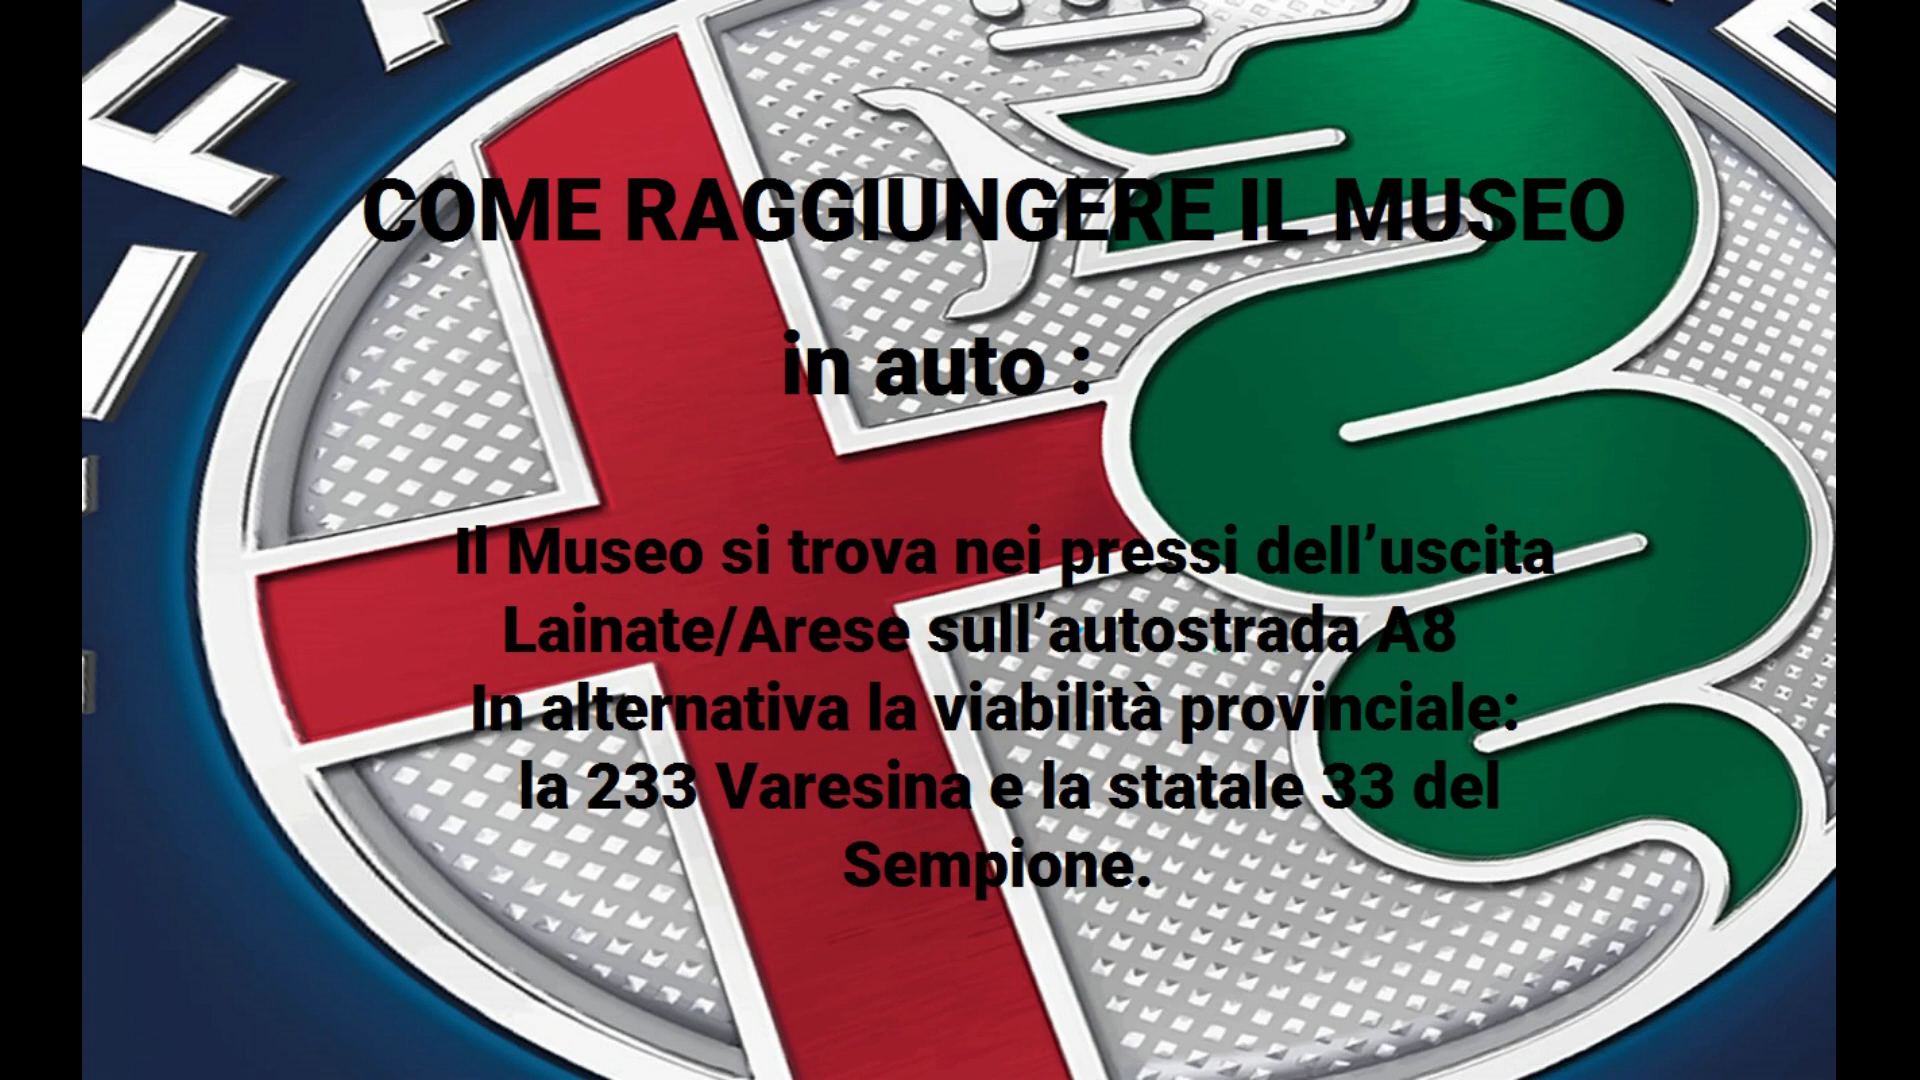 COME RAGGIUNGERE IL MUSEO
in auto :
Il Museo si trova nei pressi dell’uscita
Lainate/Arese sull’autostrada A8
In alternativa la viabilità provinciale:
la 233 Varesina e la statale 33 del
Sempione.